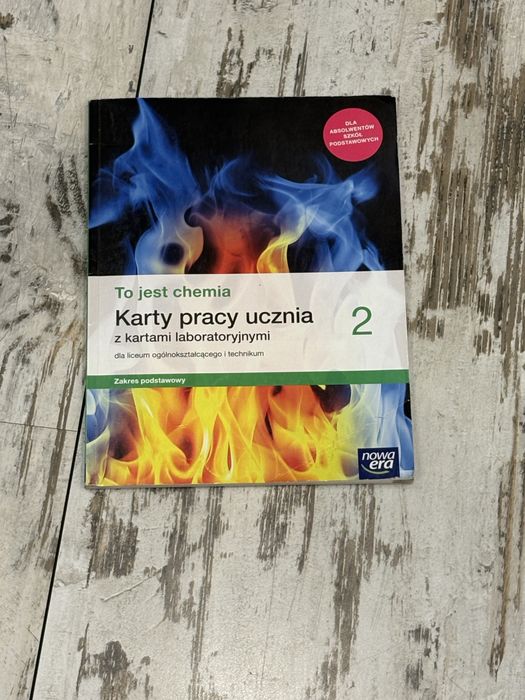 DLA
ABSOLWENTÓW
SZKÓŁ
PODSTAWOWYCH
To jest chemia
Karty pracy ucznia
z kartami laboratoryjnymi
2
dla liceum ogólnokształcącego i technikum
Zakres podstawowy
nowa
era